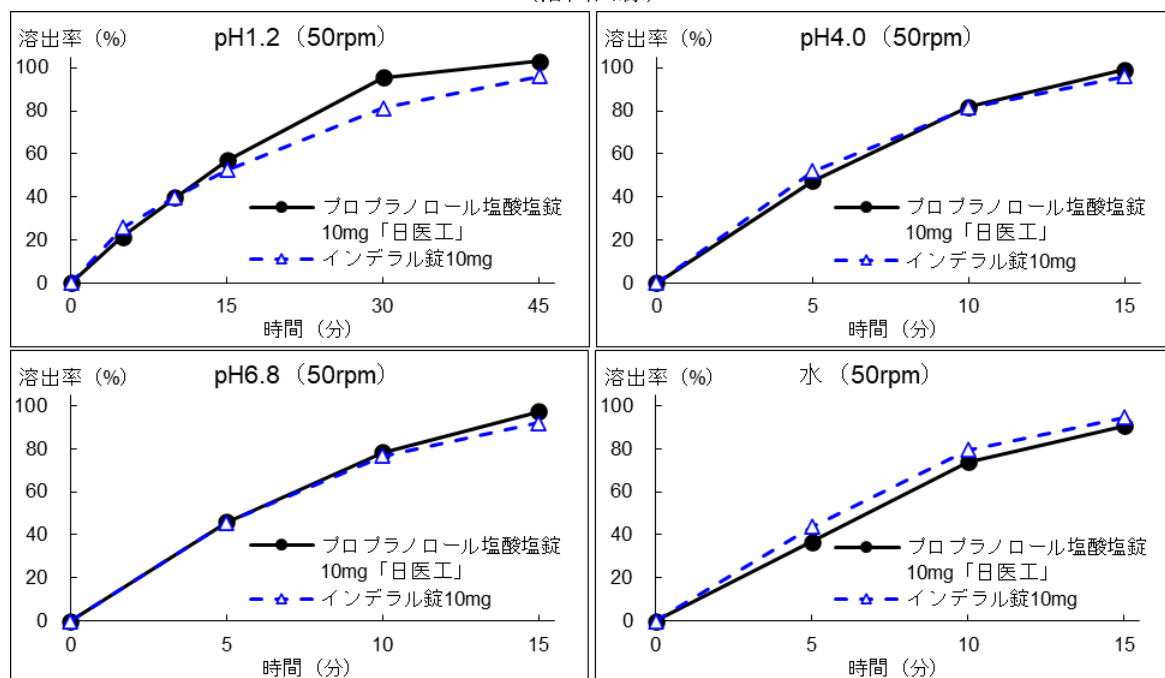 溶出率（%）
pH1.2（50rpm）
100
80
60
40
20
0
プロプラノロール塩酸塩錠
10mg「日医工」
インデラル錠10mg
0 15 30 45
時間（分）
溶出率（%）
pH4.0（50rpm）
100
80
60
40
20
0
プロプラノロール塩酸塩錠
10mg「日医工」
インデラル錠10mg
0 5 10 15
時間（分）
溶出率（%）
pH6.8（50rpm）
100
80
60
40
20
0
プロプラノロール塩酸塩錠
10mg「日医工」
インデラル錠10mg
0 5 10 15
時間（分）
溶出率（%）
水（50rpm）
100
80
60
40
20
0
プロプラノロール塩酸塩錠
10mg「日医工」
インデラル錠10mg
0 5 10 15
時間（分）